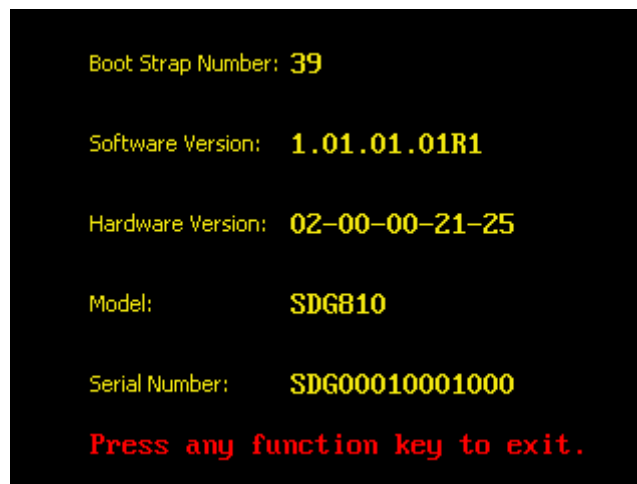 Boot Strap Number: 39
Software Version: 1.01.01.01R1
Hardware Version: 02-00-00-21-25
Model: SDG810
Serial Number: SDG00010001000
Press any function key to exit.